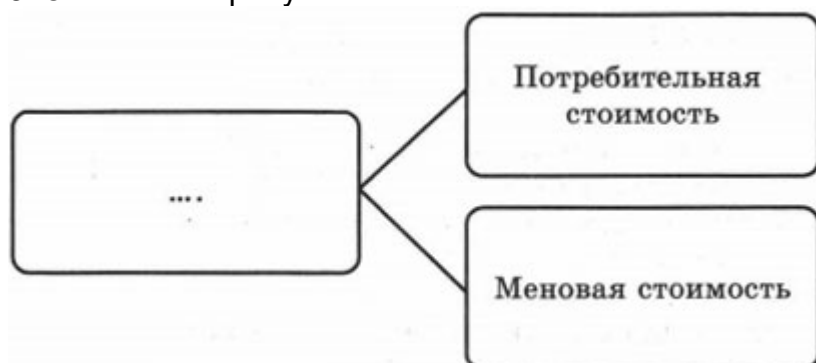 Потребительная
стоимость
....
Меновая стоимость